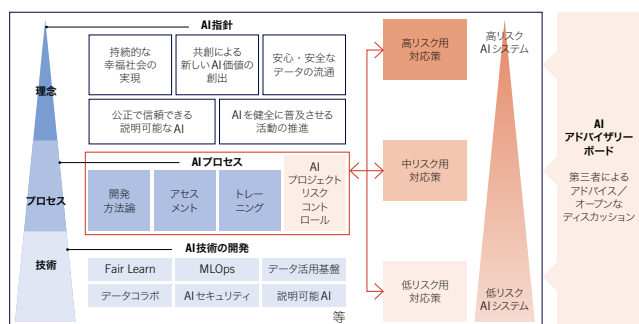 AI指針
持続的な
幸福社会の
実現
共創による
新しいAI価値の
創出
安心・安全な
データの流通
公正で信頼できる
説明可能なAI
AIを健全に普及させる
活動の推進
理念
AIプロセス
開発
方法論
アセス
メント
トレー
ニング
AI
プロジェクト
リスク
コント
ロール
プロセス
AI技術の開発
技術
Fair Learn
MLOps
データ活用基盤
データコラボ
AIセキュリティ
説明可能AI
等
高リスク用
対応策
中リスク用
対応策
低リスク用
対応策
高リスク
AIシステム
低リスク
AIシステム
AI
アドバイザリー
ボード
第三者による
アドバイス／
オープンな
ディスカッション